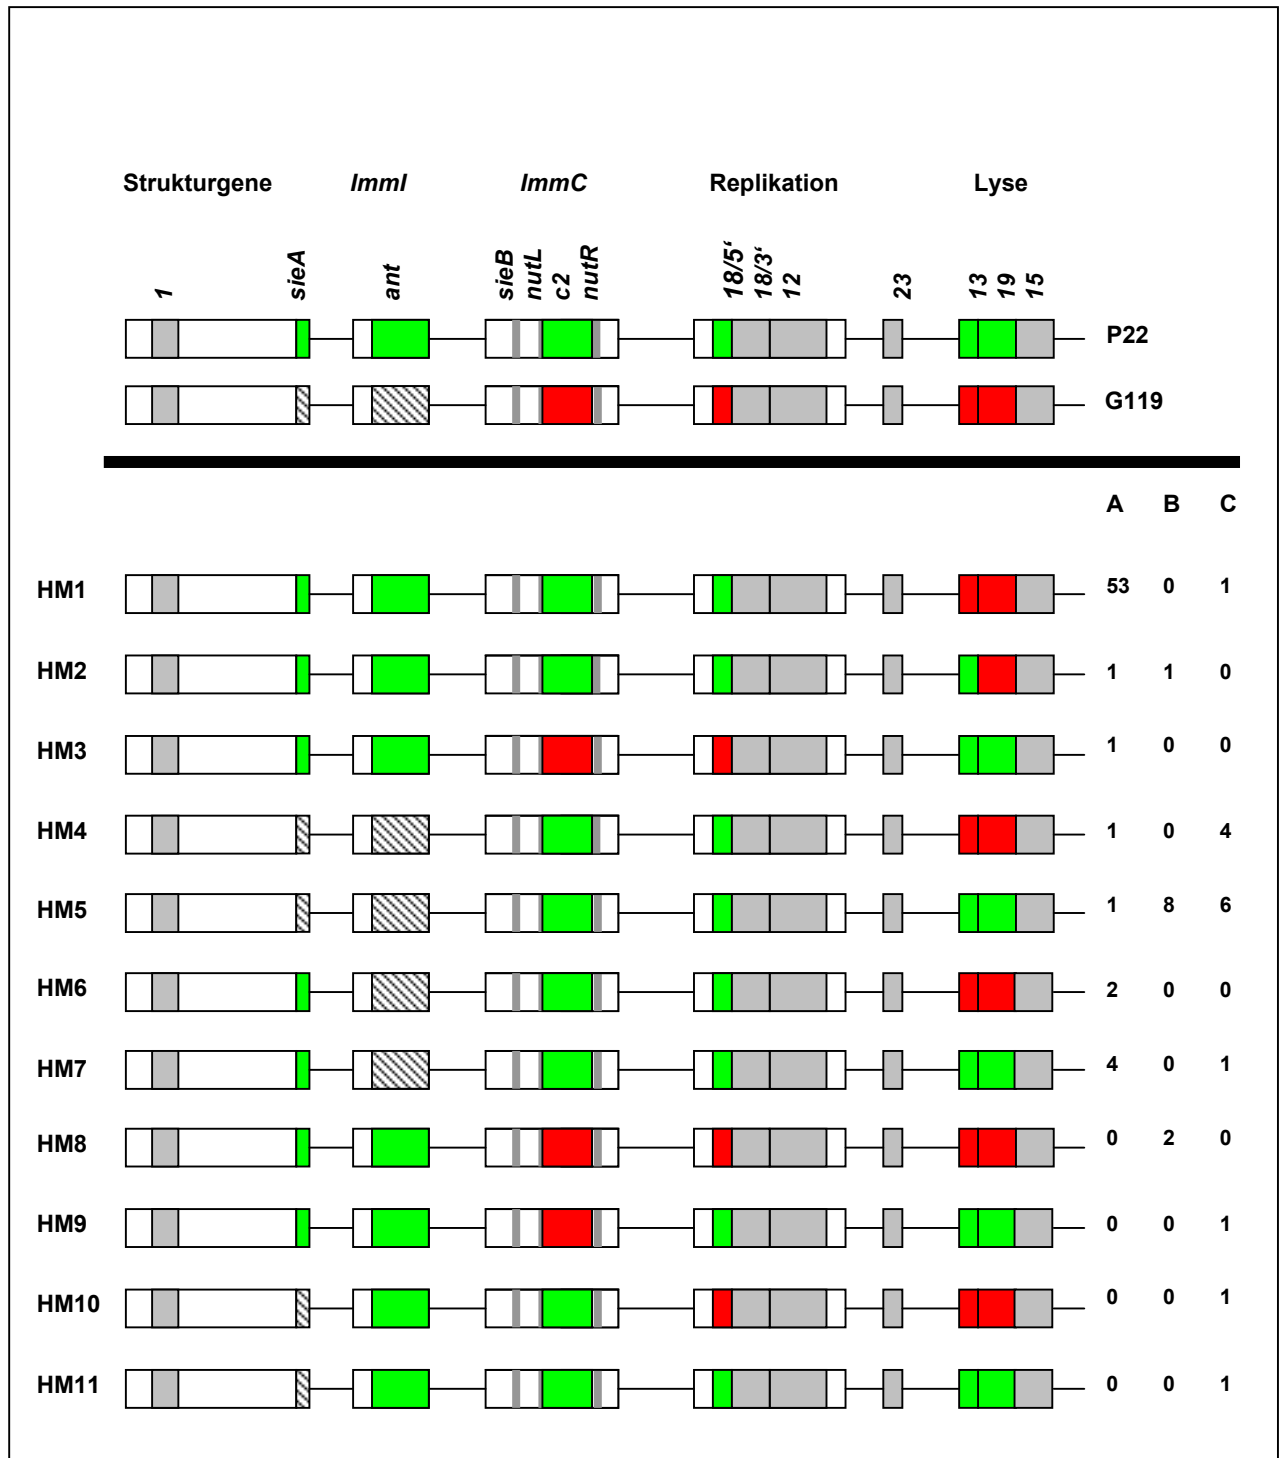 Strukturgene ImmI ImmC Replikation Lyse
1 sieA ant sieB nutL c2 nutR 18/5‘ 18/3‘ 12 23 13 19 15
P22
G119
A B C
HM1 53 0 1
HM2 1 1 0
HM3 1 0 0
HM4 1 0 4
HM5 1 8 6
HM6 2 0 0
HM7 4 0 1
HM8 0 2 0
HM9 0 0 1
HM10 0 0 1
HM11 0 0 1